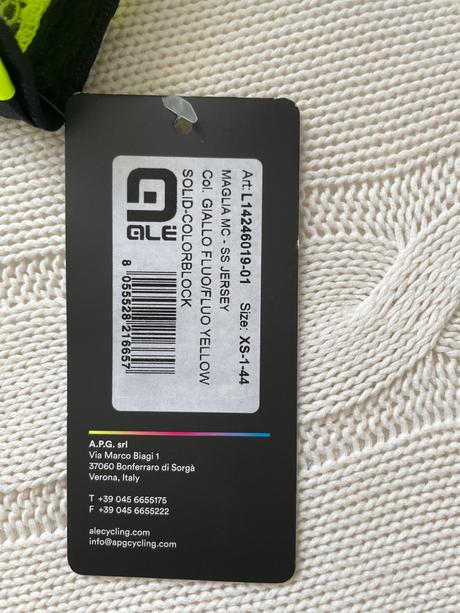 Art: L14246019-01 Size: XS-1-44
MAGLIA MC - SS JERSEY
Col. GIALLO FLUO/FLUO YELLOW
SOLID-COLORBLOCK
ALÉ
8 055528 216657
A.P.G. srl
Via Marco Biagi 1
37060 Bonferraro di Sorgà
Verona, Italy
T +39 045 6655175
F +39 045 6655222
alecycling.com
info@apgcycling.com